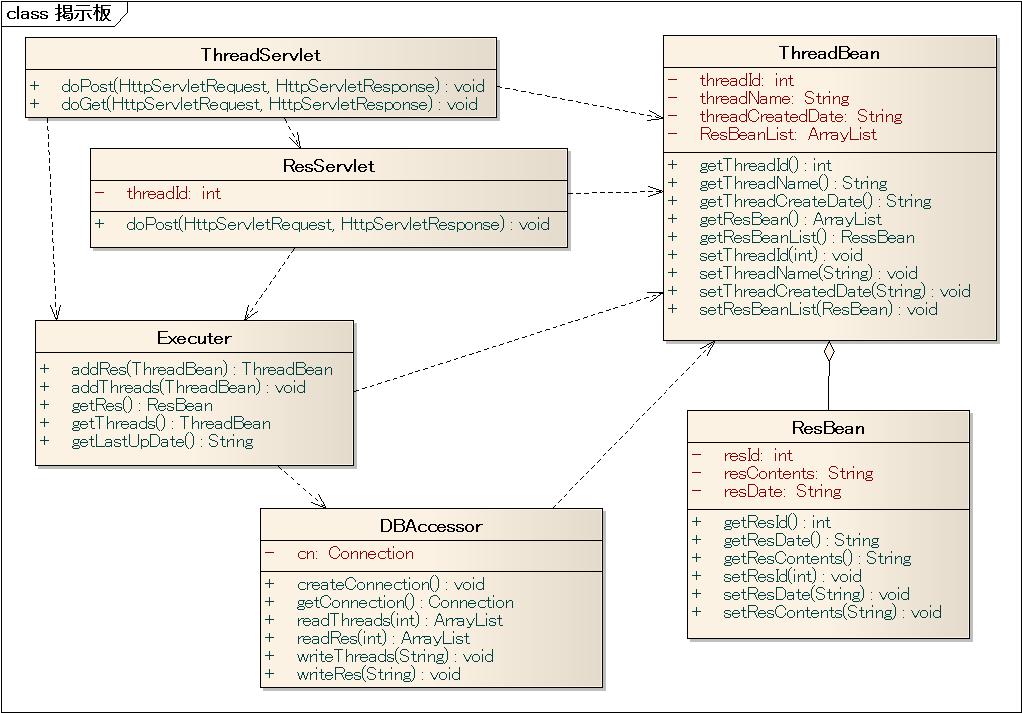 class 掲示板
ThreadServlet
+ doPost(HttpServletRequest, HttpServletResponse) : void
+ doGet(HttpServletRequest, HttpServletResponse) : void
ResServlet
- threadId: int
+ doPost(HttpServletRequest, HttpServletResponse) : void
ThreadBean
- threadId: int
- threadName: String
- threadCreatedDate: String
- ResBeanList: ArrayList
+ getThreadId() : int
+ getThreadName() : String
+ getThreadCreateDate() : String
+ getResBean() : ArrayList
+ getResBeanList() : RessBean
+ setThreadId(int) : void
+ setThreadName(String) : void
+ setThreadCreatedDate(String) : void
+ setResBeanList(ResBean) : void
Executer
+ addRes(ThreadBean) : ThreadBean
+ addThreads(ThreadBean) : void
+ getRes() : ResBean
+ getThreads() : ThreadBean
+ getLastUpDate() : String
ResBean
- resId: int
- resContents: String
- resDate: String
+ getResId() : int
+ getResDate() : String
+ getResContents() : String
+ setResId(int) : void
+ setResDate(String) : void
+ setResContents(String) : void
DBAccessor
- cn: Connection
+ createConnection() : void
+ getConnection() : Connection
+ readThreads(int) : ArrayList
+ readRes(int) : ArrayList
+ writeThreads(String) : void
+ writeRes(String) : void